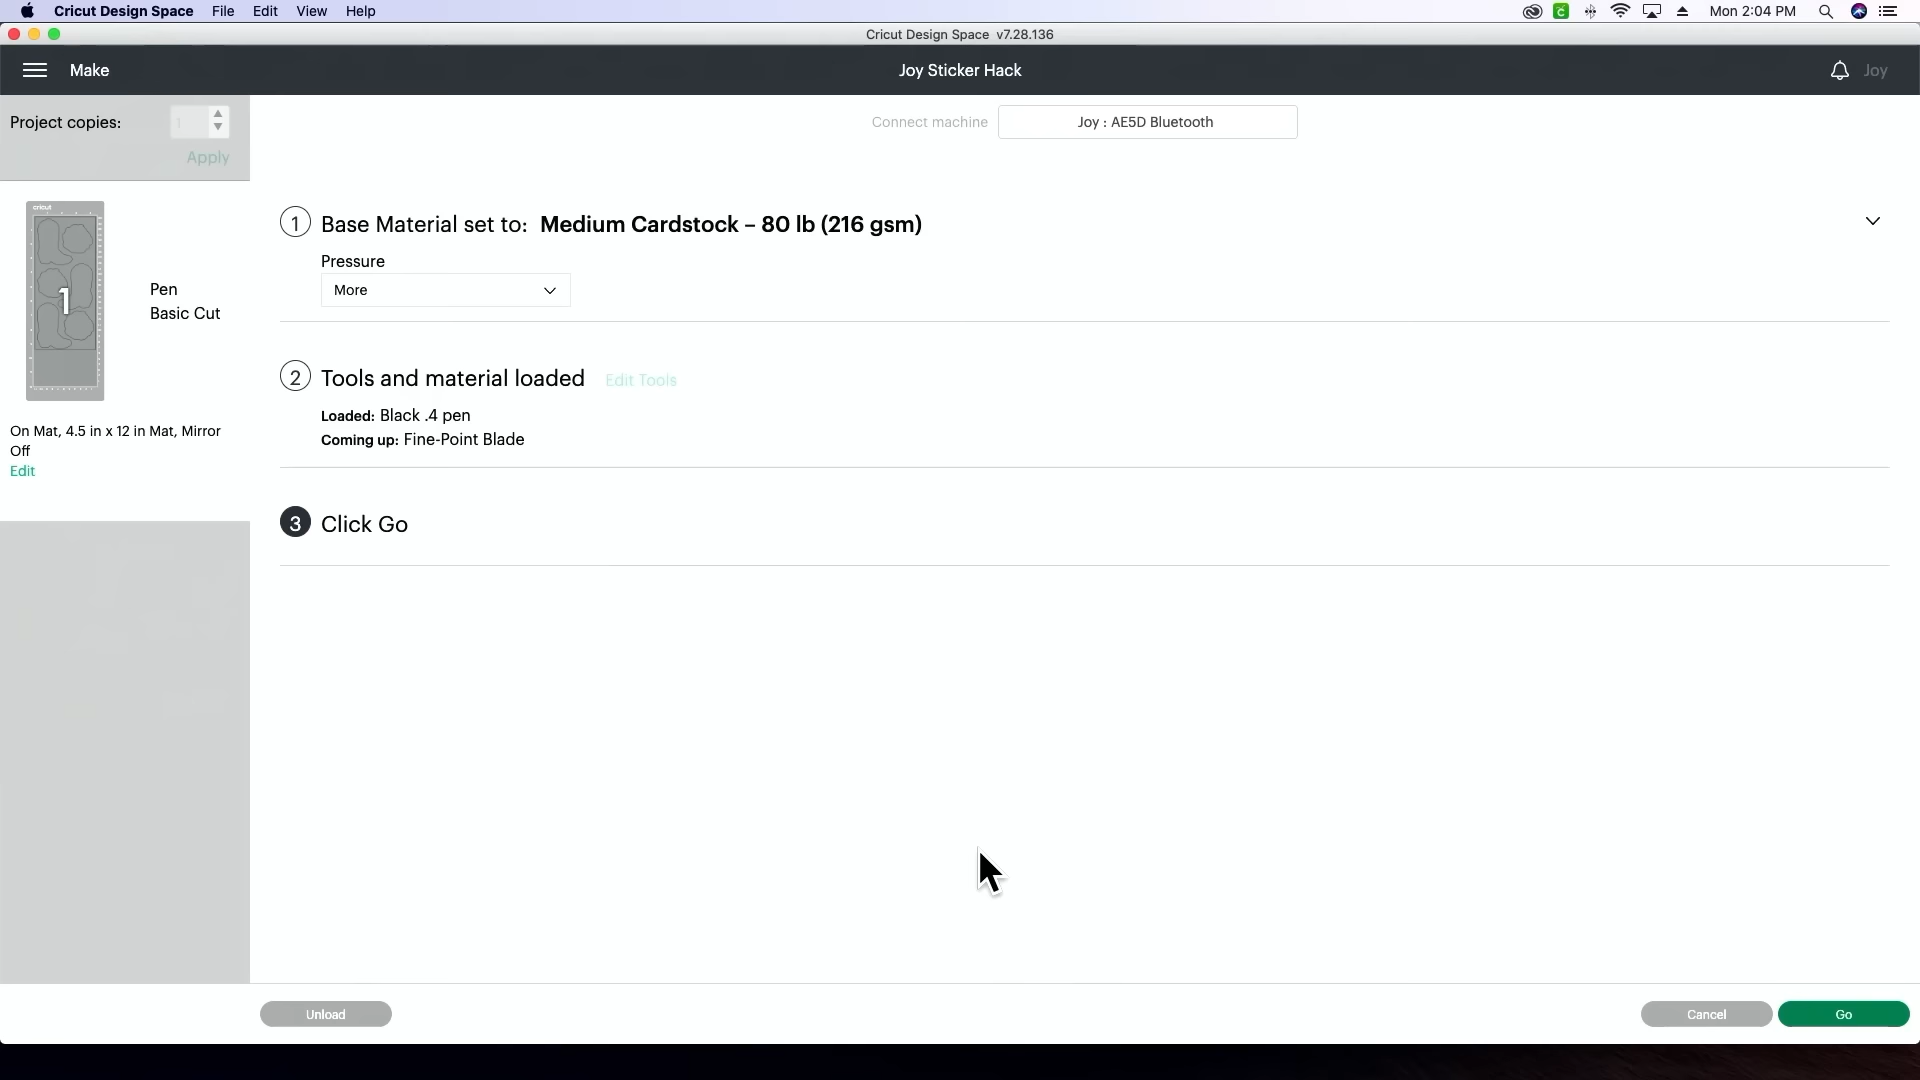 Cricut Design Space File Edit View Help Mon 2:04 PM
Cricut Design Space v7.28.136
Make Joy Sticker Hack Joy
Project copies: 1
Apply
Connect machine Joy : AE5D Bluetooth
cricut
1
Pen
Basic Cut
On Mat, 4.5 in x 12 in Mat, Mirror
Off
Edit
1 Base Material set to: Medium Cardstock – 80 lb (216 gsm)
Pressure
More
2 Tools and material loaded Edit Tools
Loaded: Black .4 pen
Coming up: Fine-Point Blade
3 Click Go
Unload Cancel Go